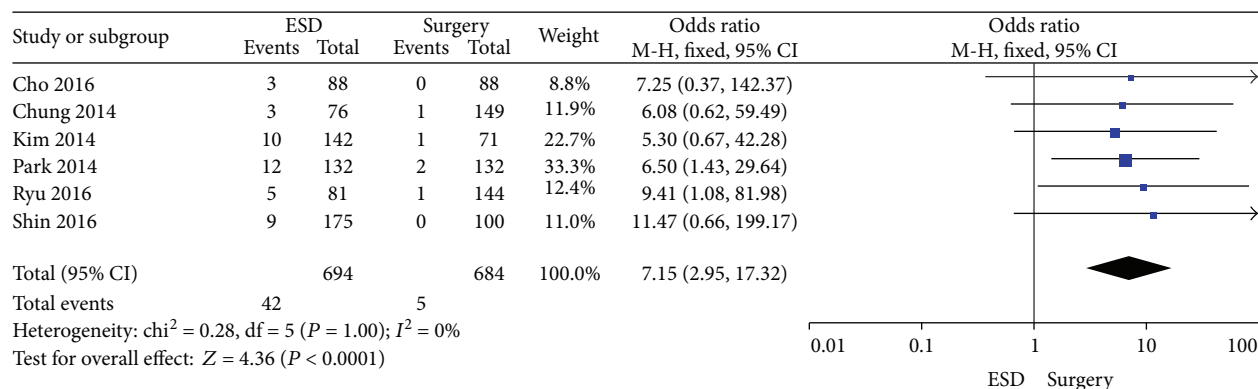 ESD Surgery Odds ratio Odds ratio
Study or subgroup Events Total Events Total Weight M-H, fixed, 95% CI M-H, fixed, 95% CI
Cho 2016 3 88 0 88 8.8% 7.25 (0.37, 142.37)
Chung 2014 3 76 1 149 11.9% 6.08 (0.62, 59.49)
Kim 2014 10 142 1 71 22.7% 5.30 (0.67, 42.28)
Park 2014 12 132 2 132 33.3% 6.50 (1.43, 29.64)
Ryu 2016 5 81 1 144 12.4% 9.41 (1.08, 81.98)
Shin 2016 9 175 0 100 11.0% 11.47 (0.66, 199.17)
Total (95% CI) 694 684 100.0% 7.15 (2.95, 17.32)
Total events 42 5
Heterogeneity: chi² = 0.28, df = 5 (P = 1.00); I² = 0%
Test for overall effect: Z = 4.36 (P < 0.0001)
0.01 0.1 1 10 100
ESD Surgery